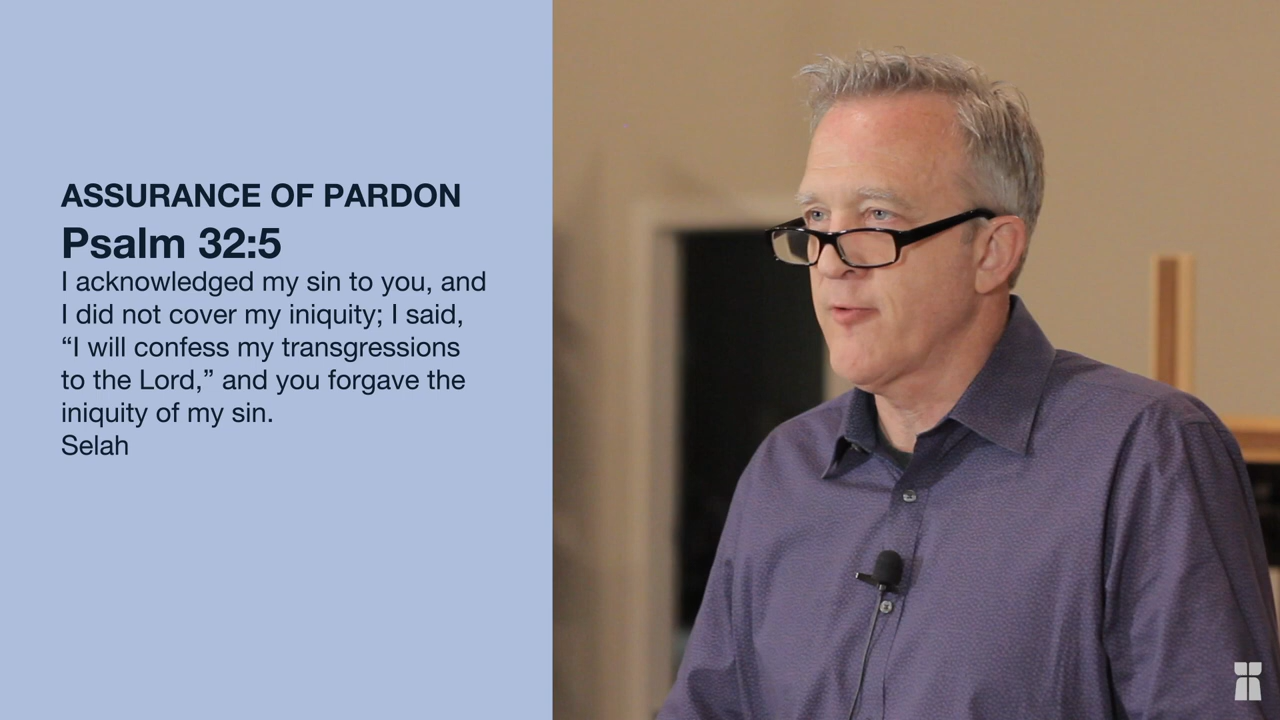 ASSURANCE OF PARDON
Psalm 32:5
I acknowledged my sin to you, and
I did not cover my iniquity; I said,
“I will confess my transgressions
to the Lord,” and you forgave the
iniquity of my sin.
Selah